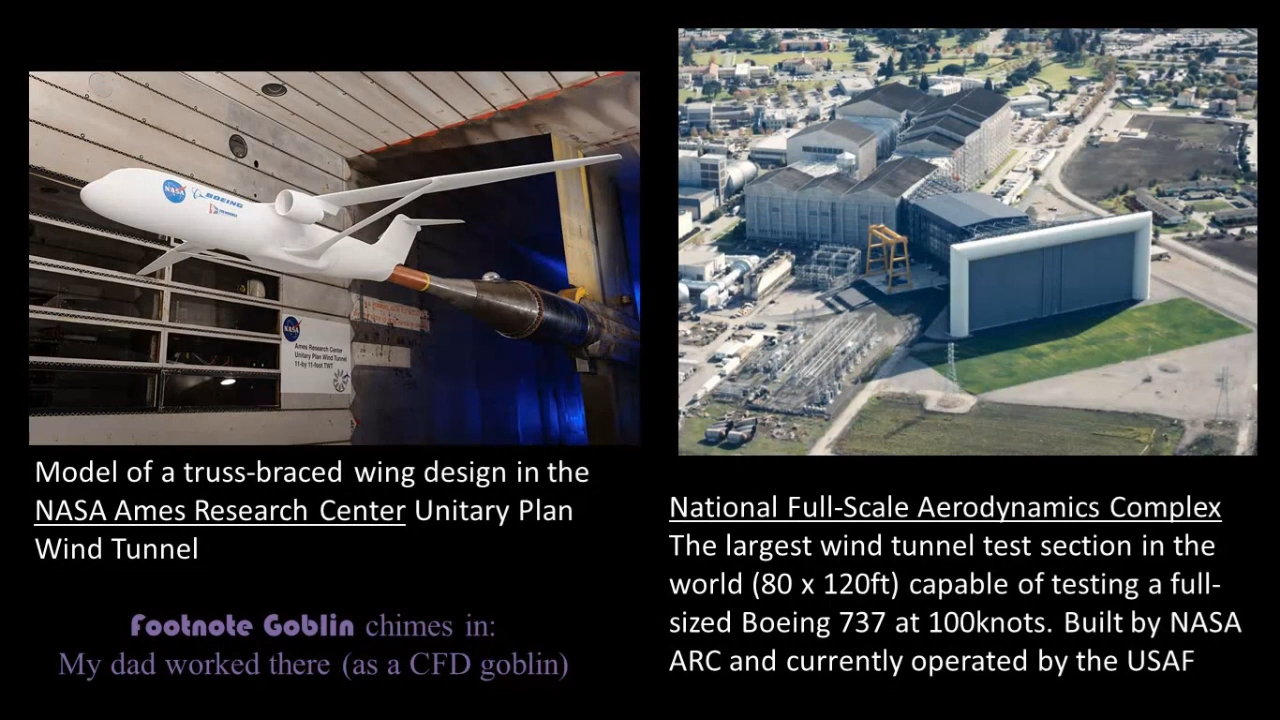 NASA
BOEING
NASA
Ames Research Center
Unitary Plan Wind Tunnel
11-by 11-foot TWT
Model of a truss-braced wing design in the
NASA Ames Research Center Unitary Plan
Wind Tunnel
Footnote Goblin chimes in:
My dad worked there (as a CFD goblin)
National Full-Scale Aerodynamics Complex
The largest wind tunnel test section in the
world (80 x 120ft) capable of testing a full-
sized Boeing 737 at 100knots. Built by NASA
ARC and currently operated by the USAF